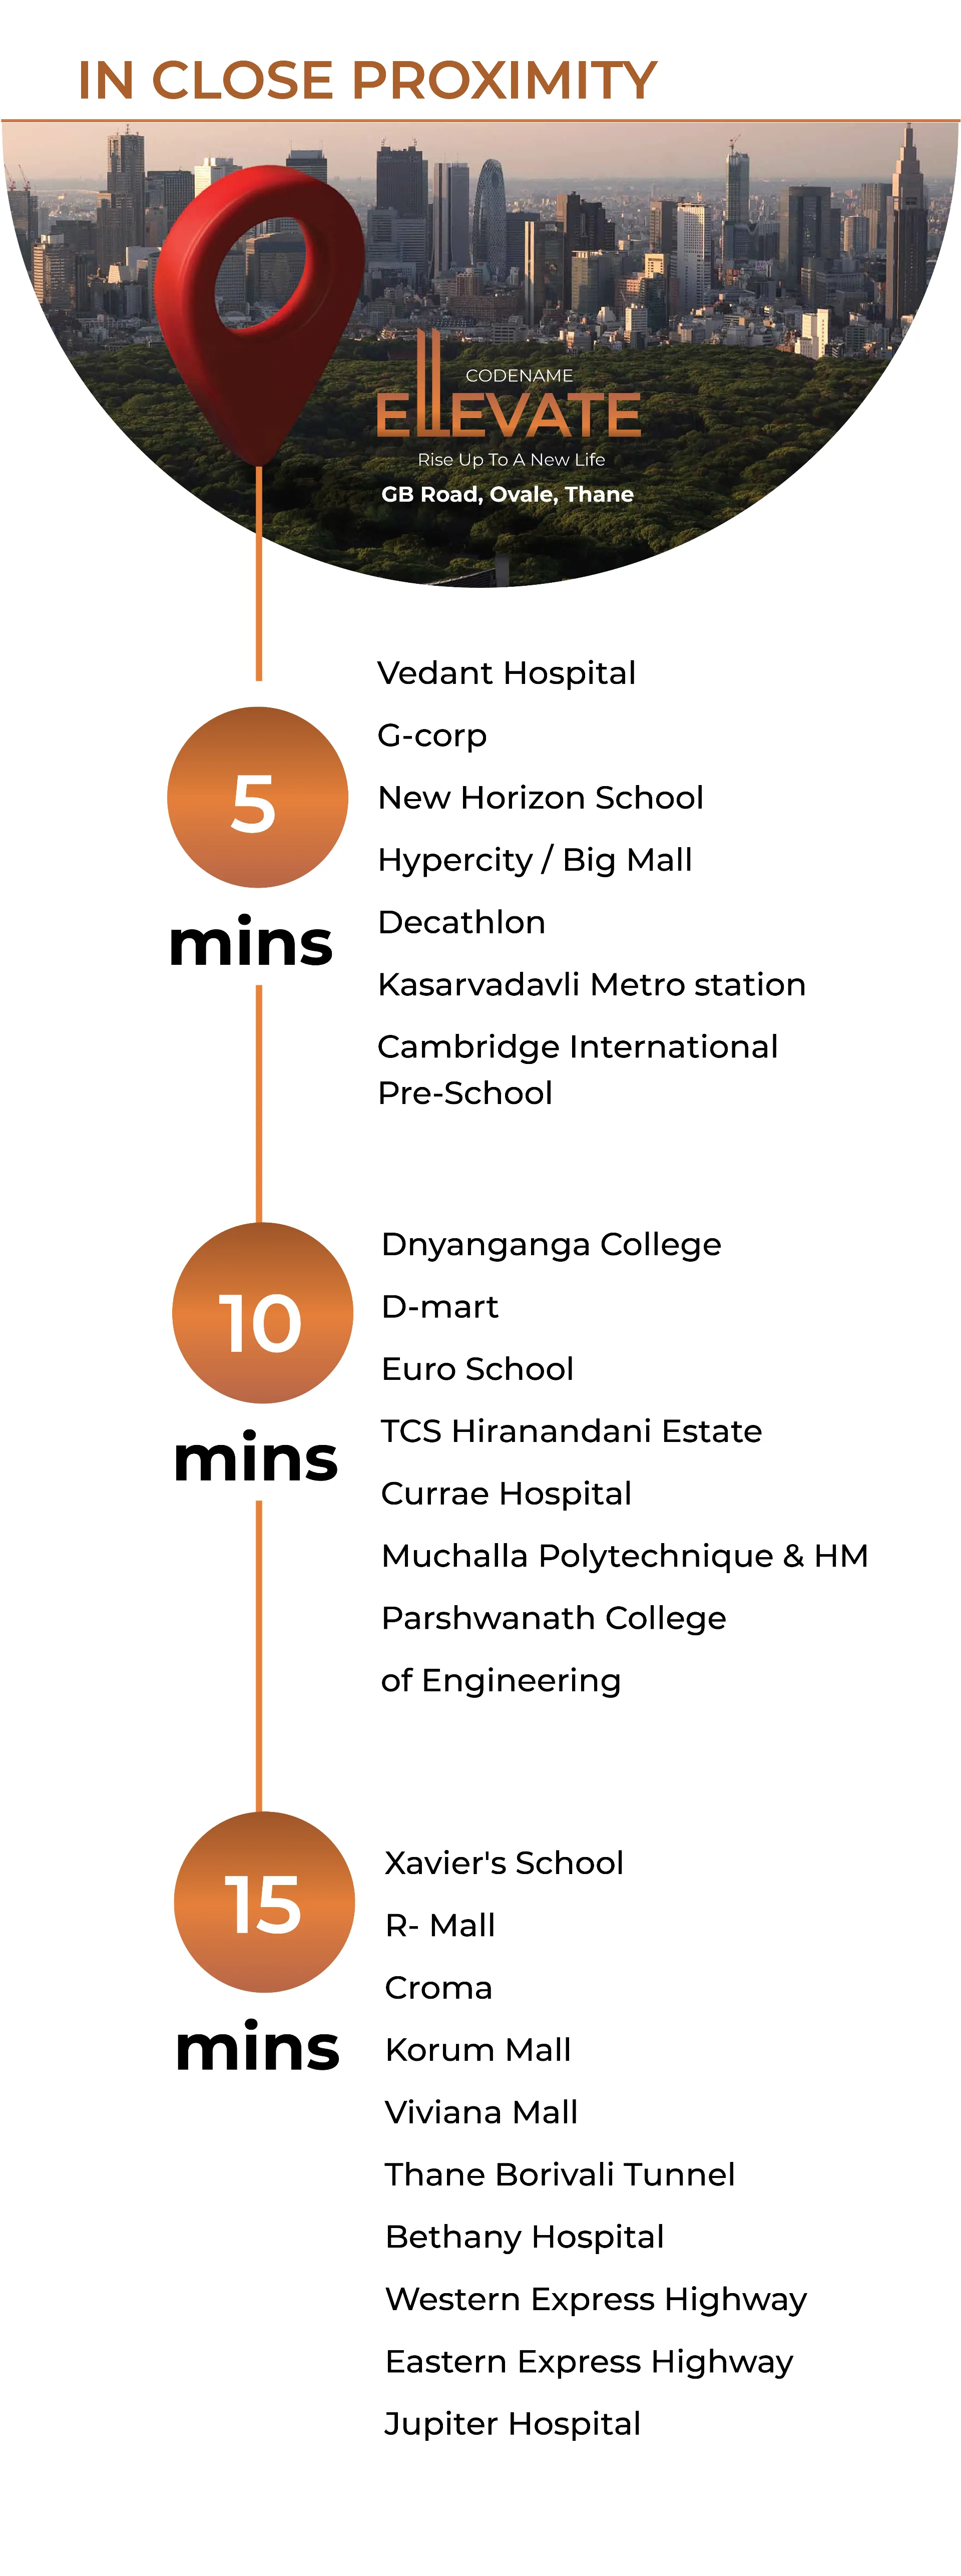 IN CLOSE PROXIMITY
CODENAME
ELEVATE
Rise Up To A New Life
GB Road, Ovale, Thane
5
mins
Vedant Hospital
G-corp
New Horizon School
Hypercity / Big Mall
Decathlon
Kasarvadavli Metro station
Cambridge International
Pre-School
10
mins
Dnyanganga College
D-mart
Euro School
TCS Hiranandani Estate
Currae Hospital
Muchalla Polytechnique & HM
Parshwanath College
of Engineering
15
mins
Xavier's School
R- Mall
Croma
Korum Mall
Viviana Mall
Thane Borivali Tunnel
Bethany Hospital
Western Express Highway
Eastern Express Highway
Jupiter Hospital